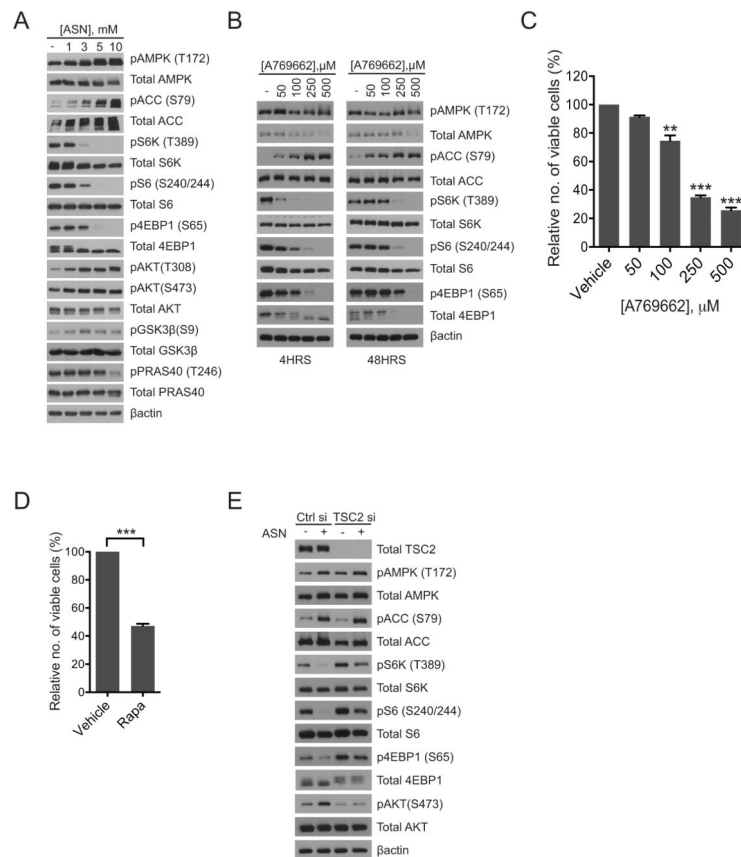 A
[ASN], mM
- 1 3 5 10
pAMPK (T172)
Total AMPK
pACC (S79)
Total ACC
pS6K (T389)
Total S6K
pS6 (S240/244)
Total S6
p4EBP1 (S65)
Total 4EBP1
pAKT(T308)
pAKT(S473)
Total AKT
pGSK3β(S9)
Total GSK3β
pPRAS40 (T246)
Total PRAS40
βactin
B
[A769662],μM [A769662],μM
- 50 100 250 500 - 50 100 250 500
pAMPK (T172)
Total AMPK
pACC (S79)
Total ACC
pS6K (T389)
Total S6K
pS6 (S240/244)
Total S6
p4EBP1 (S65)
Total 4EBP1
βactin
4HRS 48HRS
C
Relative no. of viable cells (%)
120
100
80
60
40
20
0
**
***
***
Vehicle 50 100 250 500
[A769662], μM
D
Relative no. of viable cells (%)
100
80
60
40
20
0
***
Vehicle Rapa
E
Ctrl si TSC2 si
ASN - + - +
Total TSC2
pAMPK (T172)
Total AMPK
pACC (S79)
Total ACC
pS6K (T389)
Total S6K
pS6 (S240/244)
Total S6
p4EBP1 (S65)
Total 4EBP1
pAKT(S473)
Total AKT
βactin